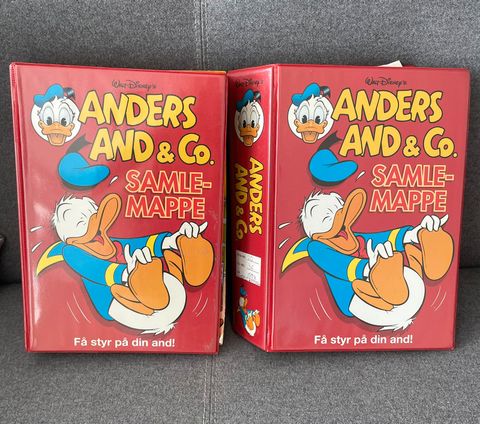 Walt Disney's
ANDERS
AND & Co.
SAMLE-
MAPPE
Få styr på din and!
ANDERS
AND & Co.
Walt Disney's
ANDERS
AND & Co.
SAMLE-
MAPPE
Få styr på din and!